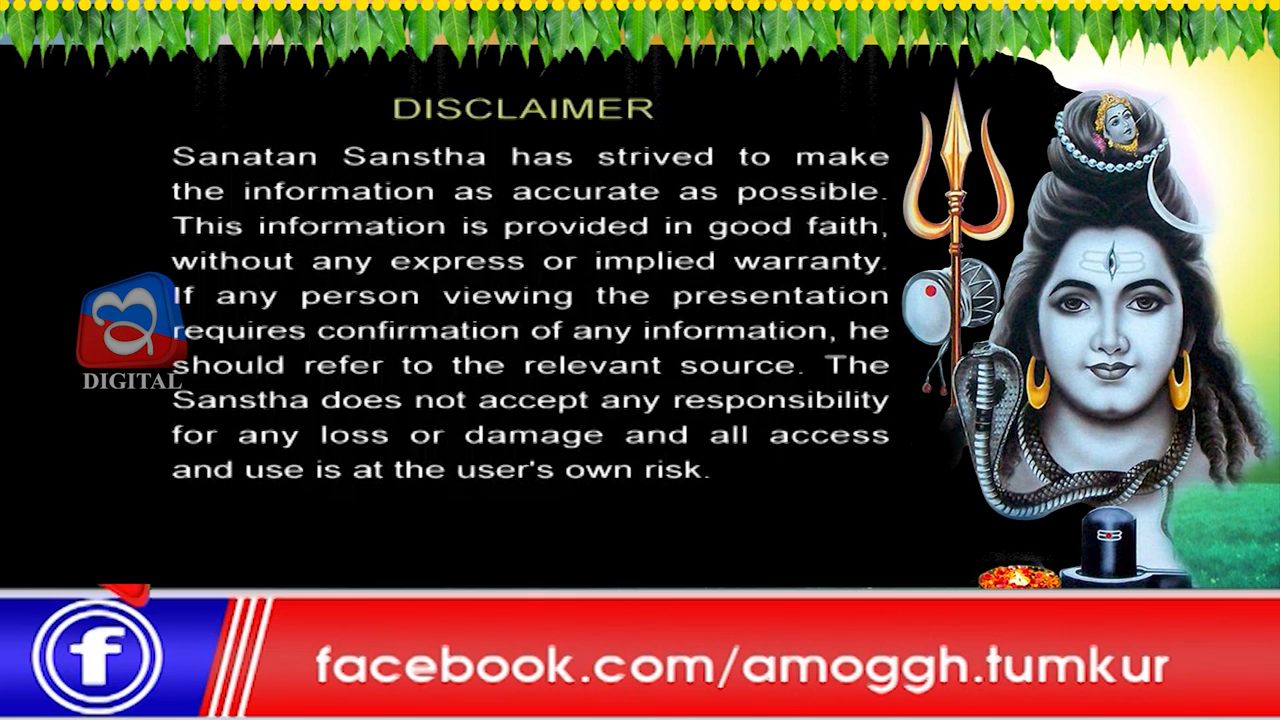 DISCLAIMER
Sanatan Sanstha has strived to make
the information as accurate as possible.
This information is provided in good faith,
without any express or implied warranty.
If any person viewing the presentation
requires confirmation of any information, he
should refer to the relevant source. The
Sanstha does not accept any responsibility
for any loss or damage and all access
and use is at the user's own risk.
DIGITAL
f
facebook.com/amoggh.tumkur